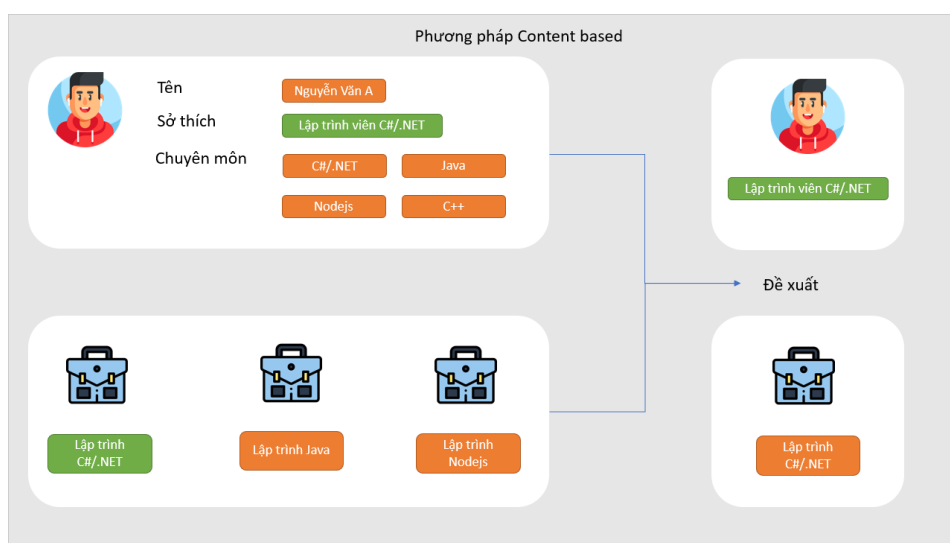 Phương pháp Content based
Tên
Nguyễn Văn A
Sở thích
Lập trình viên C#/.NET
Chuyên môn
C#/.NET
Java
Nodejs
C++
Lập trình viên C#/.NET
Đề xuất
Lập trình
C#/.NET
Lập trình Java
Lập trình
Nodejs
Lập trình
C#/.NET